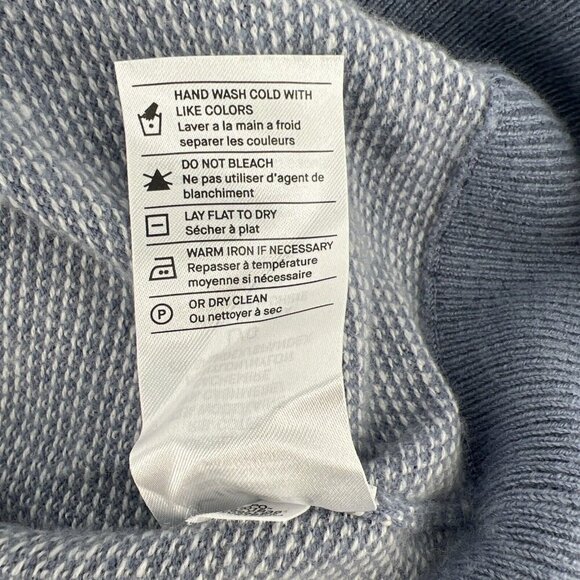 HAND WASH COLD WITH
LIKE COLORS
Laver a la main a froid
separer les couleurs
DO NOT BLEACH
Ne pas utiliser d'agent de
blanchiment
LAY FLAT TO DRY
Sécher à plat
WARM IRON IF NECESSARY
Repasser à température
moyenne si nécessaire
P
OR DRY CLEAN
Ou nettoyer à sec